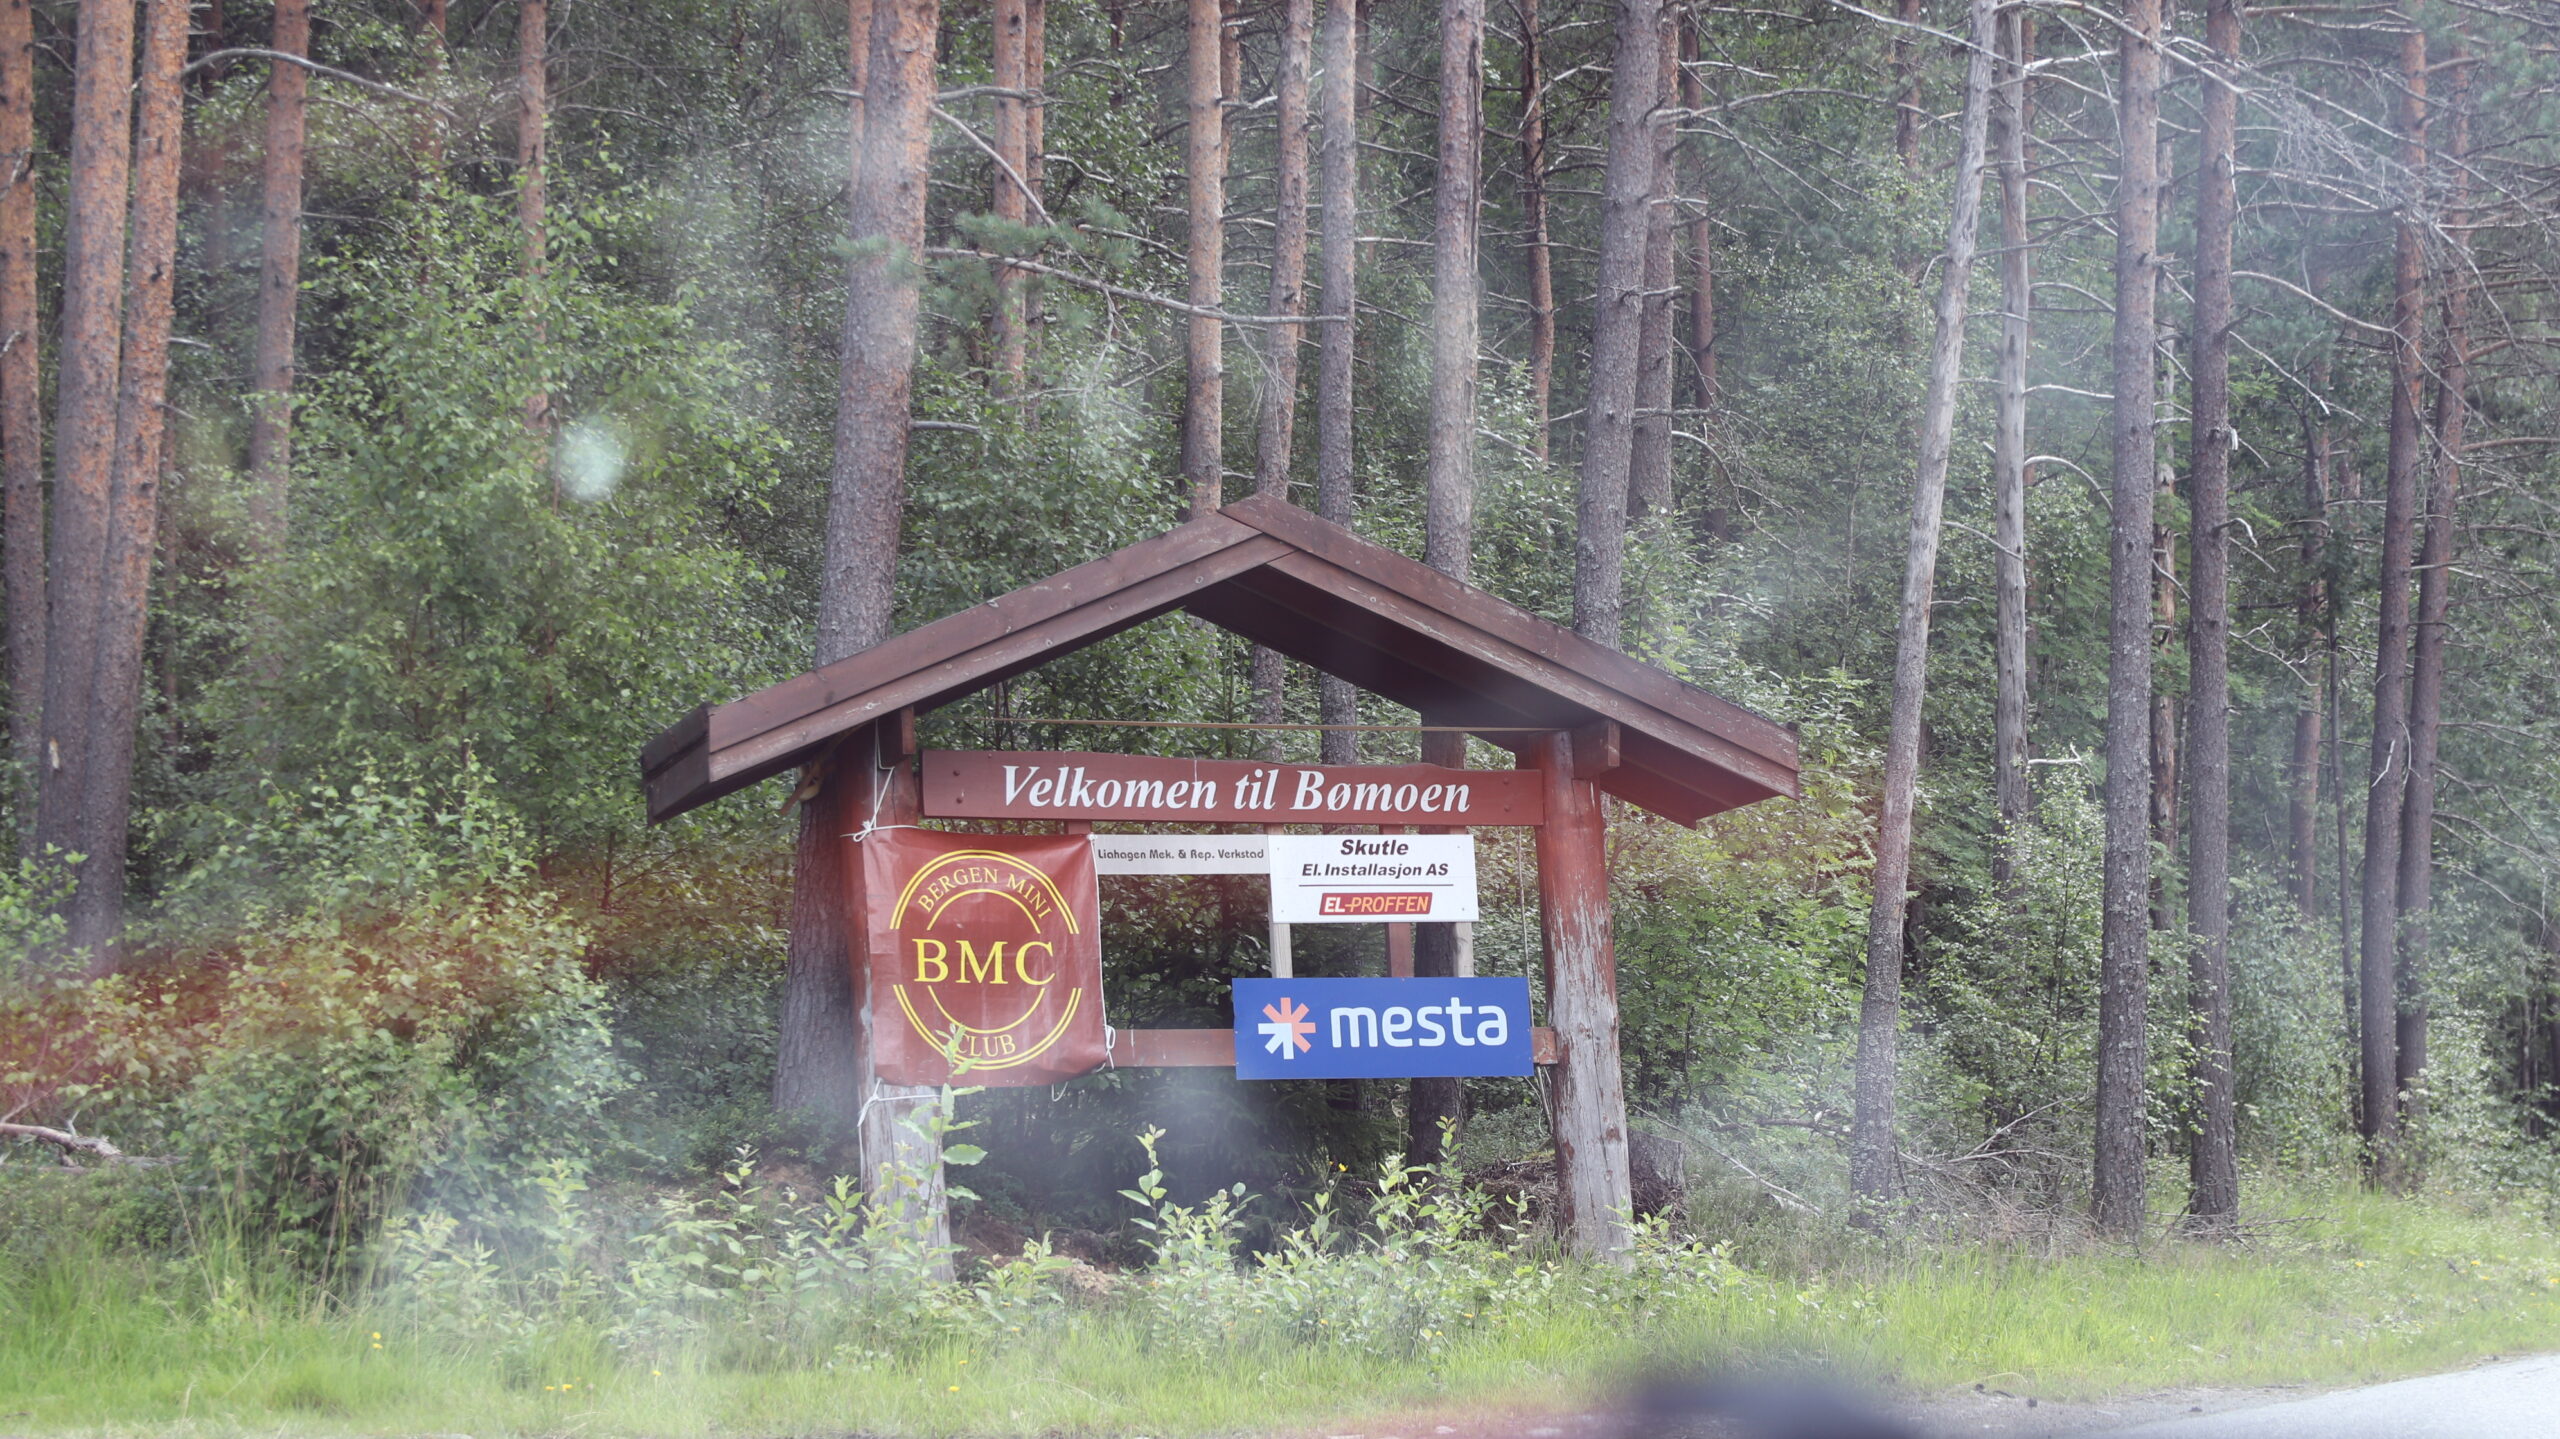 Velkomen til Bømoen
BERGEN MINI
BMC
CLUB
Liahagen Mek. & Rep. Verkstad
Skutle
El. Installasjon AS
EL-PROFFEN
mesta